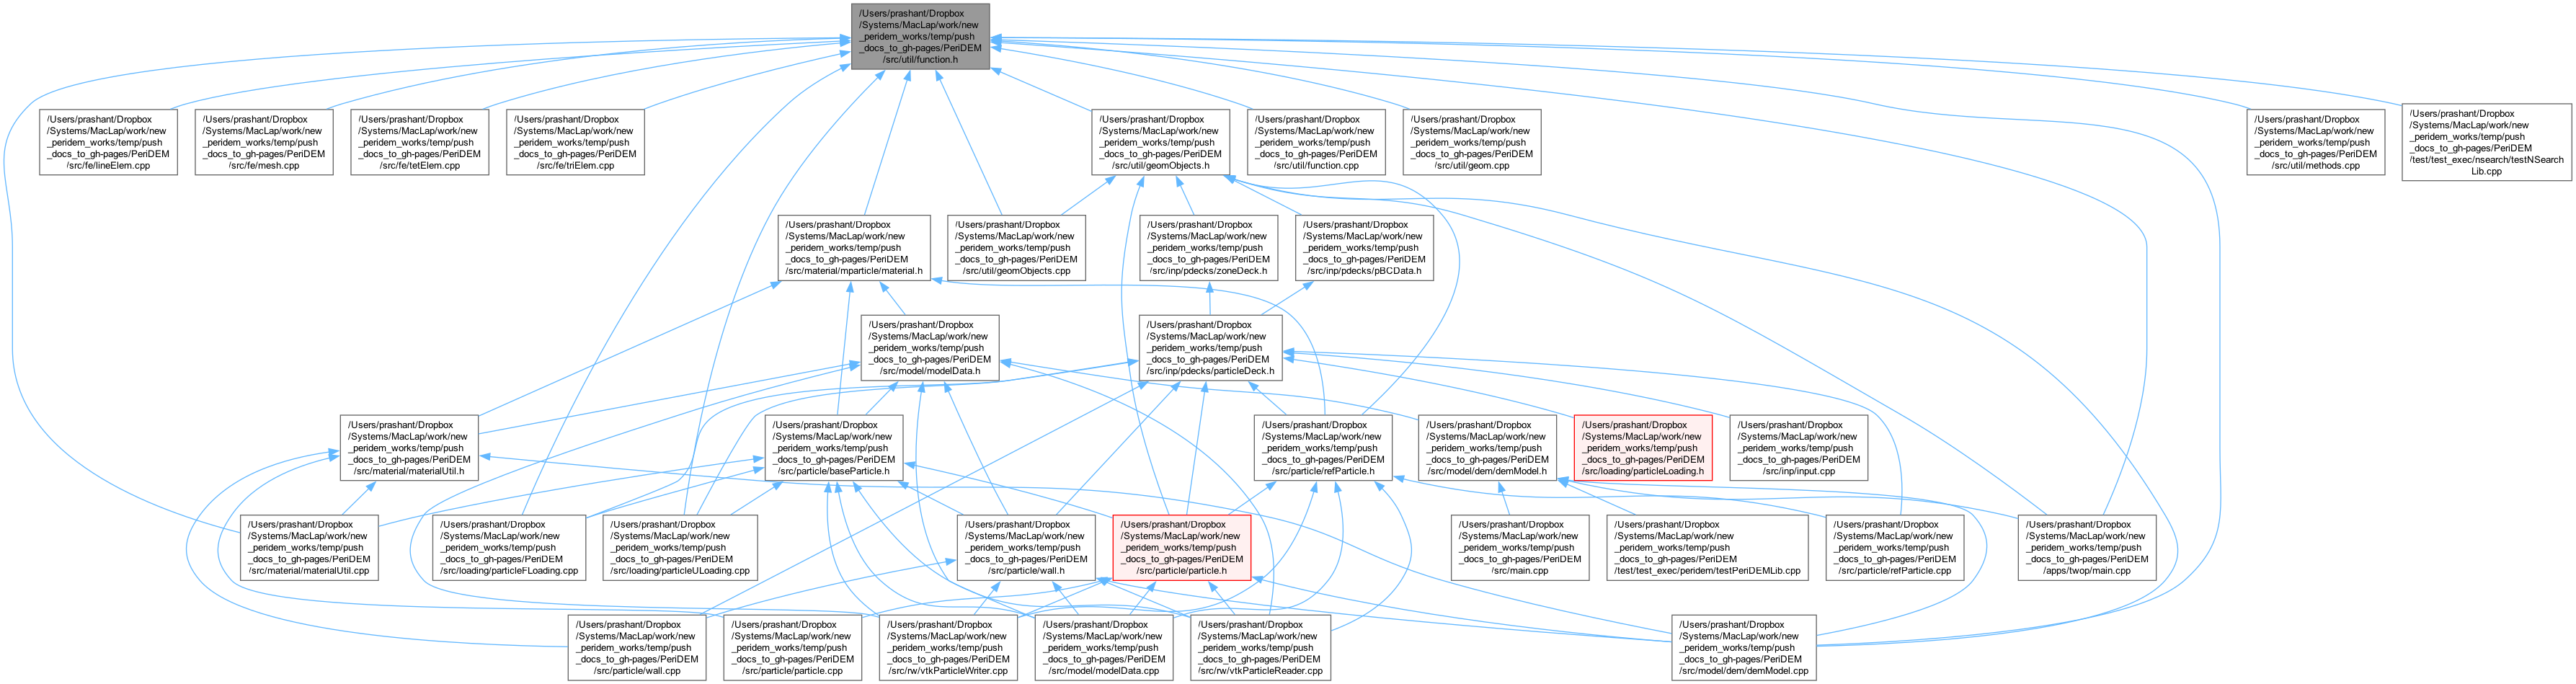 /Users/prashant/Dropbox
/Systems/MacLap/work/new
_peridem_works/temp/push
_docs_to_gh-pages/PeriDEM
/src/util/function.h
/Users/prashant/Dropbox
/Systems/MacLap/work/new
_peridem_works/temp/push
_docs_to_gh-pages/PeriDEM
/src/fe/lineElem.cpp
/Users/prashant/Dropbox
/Systems/MacLap/work/new
_peridem_works/temp/push
_docs_to_gh-pages/PeriDEM
/src/fe/mesh.cpp
/Users/prashant/Dropbox
/Systems/MacLap/work/new
_peridem_works/temp/push
_docs_to_gh-pages/PeriDEM
/src/fe/tetElem.cpp
/Users/prashant/Dropbox
/Systems/MacLap/work/new
_peridem_works/temp/push
_docs_to_gh-pages/PeriDEM
/src/fe/triElem.cpp
/Users/prashant/Dropbox
/Systems/MacLap/work/new
_peridem_works/temp/push
_docs_to_gh-pages/PeriDEM
/src/util/geomObjects.h
/Users/prashant/Dropbox
/Systems/MacLap/work/new
_peridem_works/temp/push
_docs_to_gh-pages/PeriDEM
/src/util/function.cpp
/Users/prashant/Dropbox
/Systems/MacLap/work/new
_peridem_works/temp/push
_docs_to_gh-pages/PeriDEM
/src/util/geom.cpp
/Users/prashant/Dropbox
/Systems/MacLap/work/new
_peridem_works/temp/push
_docs_to_gh-pages/PeriDEM
/src/util/methods.cpp
/Users/prashant/Dropbox
/Systems/MacLap/work/new
_peridem_works/temp/push
_docs_to_gh-pages/PeriDEM
/test/test_exec/nsearch/testNSearch
Lib.cpp
/Users/prashant/Dropbox
/Systems/MacLap/work/new
_peridem_works/temp/push
_docs_to_gh-pages/PeriDEM
/src/material/mparticle/material.h
/Users/prashant/Dropbox
/Systems/MacLap/work/new
_peridem_works/temp/push
_docs_to_gh-pages/PeriDEM
/src/util/geomObjects.cpp
/Users/prashant/Dropbox
/Systems/MacLap/work/new
_peridem_works/temp/push
_docs_to_gh-pages/PeriDEM
/src/inp/pdecks/zoneDeck.h
/Users/prashant/Dropbox
/Systems/MacLap/work/new
_peridem_works/temp/push
_docs_to_gh-pages/PeriDEM
/src/inp/pdecks/pBCData.h
/Users/prashant/Dropbox
/Systems/MacLap/work/new
_peridem_works/temp/push
_docs_to_gh-pages/PeriDEM
/src/model/modelData.h
/Users/prashant/Dropbox
/Systems/MacLap/work/new
_peridem_works/temp/push
_docs_to_gh-pages/PeriDEM
/src/inp/pdecks/particleDeck.h
/Users/prashant/Dropbox
/Systems/MacLap/work/new
_peridem_works/temp/push
_docs_to_gh-pages/PeriDEM
/src/material/materialUtil.h
/Users/prashant/Dropbox
/Systems/MacLap/work/new
_peridem_works/temp/push
_docs_to_gh-pages/PeriDEM
/src/particle/baseParticle.h
/Users/prashant/Dropbox
/Systems/MacLap/work/new
_peridem_works/temp/push
_docs_to_gh-pages/PeriDEM
/src/particle/refParticle.h
/Users/prashant/Dropbox
/Systems/MacLap/work/new
_peridem_works/temp/push
_docs_to_gh-pages/PeriDEM
/src/model/dem/demModel.h
/Users/prashant/Dropbox
/Systems/MacLap/work/new
_peridem_works/temp/push
_docs_to_gh-pages/PeriDEM
/src/loading/particleLoading.h
/Users/prashant/Dropbox
/Systems/MacLap/work/new
_peridem_works/temp/push
_docs_to_gh-pages/PeriDEM
/src/inp/input.cpp
/Users/prashant/Dropbox
/Systems/MacLap/work/new
_peridem_works/temp/push
_docs_to_gh-pages/PeriDEM
/src/material/materialUtil.cpp
/Users/prashant/Dropbox
/Systems/MacLap/work/new
_peridem_works/temp/push
_docs_to_gh-pages/PeriDEM
/src/loading/particleFLoading.cpp
/Users/prashant/Dropbox
/Systems/MacLap/work/new
_peridem_works/temp/push
_docs_to_gh-pages/PeriDEM
/src/loading/particleULoading.cpp
/Users/prashant/Dropbox
/Systems/MacLap/work/new
_peridem_works/temp/push
_docs_to_gh-pages/PeriDEM
/src/particle/wall.h
/Users/prashant/Dropbox
/Systems/MacLap/work/new
_peridem_works/temp/push
_docs_to_gh-pages/PeriDEM
/src/particle/particle.h
/Users/prashant/Dropbox
/Systems/MacLap/work/new
_peridem_works/temp/push
_docs_to_gh-pages/PeriDEM
/src/main.cpp
/Users/prashant/Dropbox
/Systems/MacLap/work/new
_peridem_works/temp/push
_docs_to_gh-pages/PeriDEM
/test/test_exec/peridem/testPeriDEMLib.cpp
/Users/prashant/Dropbox
/Systems/MacLap/work/new
_peridem_works/temp/push
_docs_to_gh-pages/PeriDEM
/src/particle/refParticle.cpp
/Users/prashant/Dropbox
/Systems/MacLap/work/new
_peridem_works/temp/push
_docs_to_gh-pages/PeriDEM
/apps/twop/main.cpp
/Users/prashant/Dropbox
/Systems/MacLap/work/new
_peridem_works/temp/push
_docs_to_gh-pages/PeriDEM
/src/particle/wall.cpp
/Users/prashant/Dropbox
/Systems/MacLap/work/new
_peridem_works/temp/push
_docs_to_gh-pages/PeriDEM
/src/particle/particle.cpp
/Users/prashant/Dropbox
/Systems/MacLap/work/new
_peridem_works/temp/push
_docs_to_gh-pages/PeriDEM
/src/rw/vtkParticleWriter.cpp
/Users/prashant/Dropbox
/Systems/MacLap/work/new
_peridem_works/temp/push
_docs_to_gh-pages/PeriDEM
/src/model/modelData.cpp
/Users/prashant/Dropbox
/Systems/MacLap/work/new
_peridem_works/temp/push
_docs_to_gh-pages/PeriDEM
/src/rw/vtkParticleReader.cpp
/Users/prashant/Dropbox
/Systems/MacLap/work/new
_peridem_works/temp/push
_docs_to_gh-pages/PeriDEM
/src/model/dem/demModel.cpp